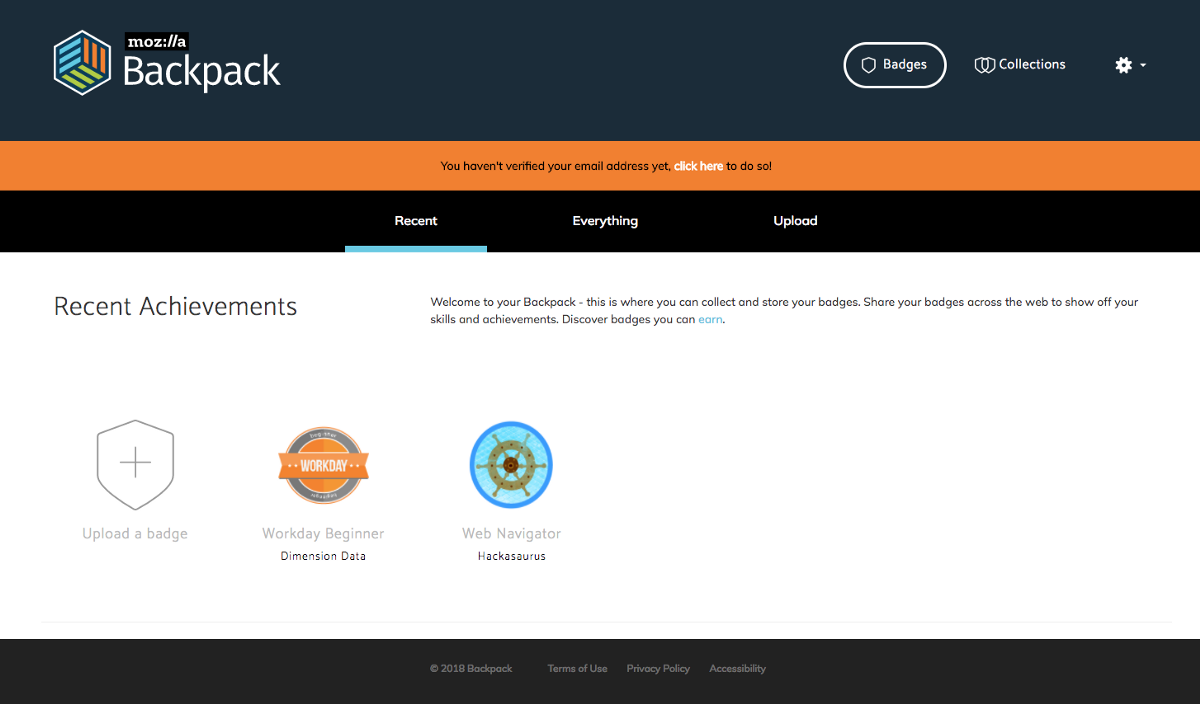 moz://a
Backpack
Badges
Collections
You haven't verified your email address yet, click here to do so!
Recent
Everything
Upload
Recent Achievements
Welcome to your Backpack - this is where you can collect and store your badges. Share your badges across the web to show off your
skills and achievements. Discover badges you can earn.
WORKDAY
Upload a badge
Workday Beginner
Web Navigator
Dimension Data
Hackasaurus
© 2018 Backpack
Terms of Use
Privacy Policy
Accessibility